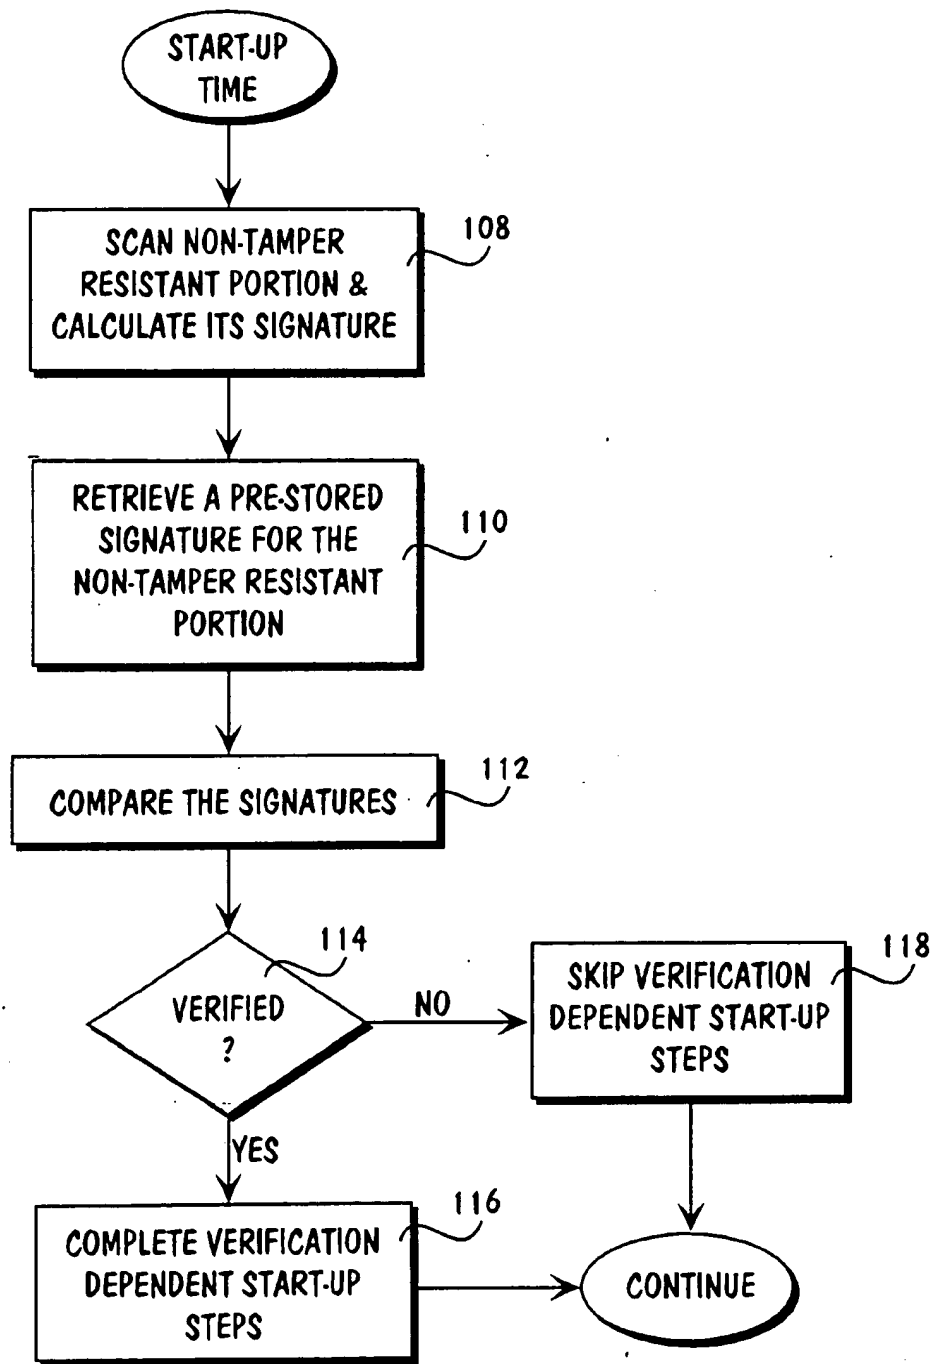 START-UP
TIME
SCAN NON-TAMPER
RESISTANT PORTION &
CALCULATE ITS SIGNATURE
108
RETRIEVE A PRE-STORED
SIGNATURE FOR THE
NON-TAMPER RESISTANT
PORTION
110
COMPARE THE SIGNATURES
112
114
VERIFIED
?
NO
SKIP VERIFICATION
DEPENDENT START-UP
STEPS
118
YES
COMPLETE VERIFICATION
DEPENDENT START-UP
STEPS
116
CONTINUE